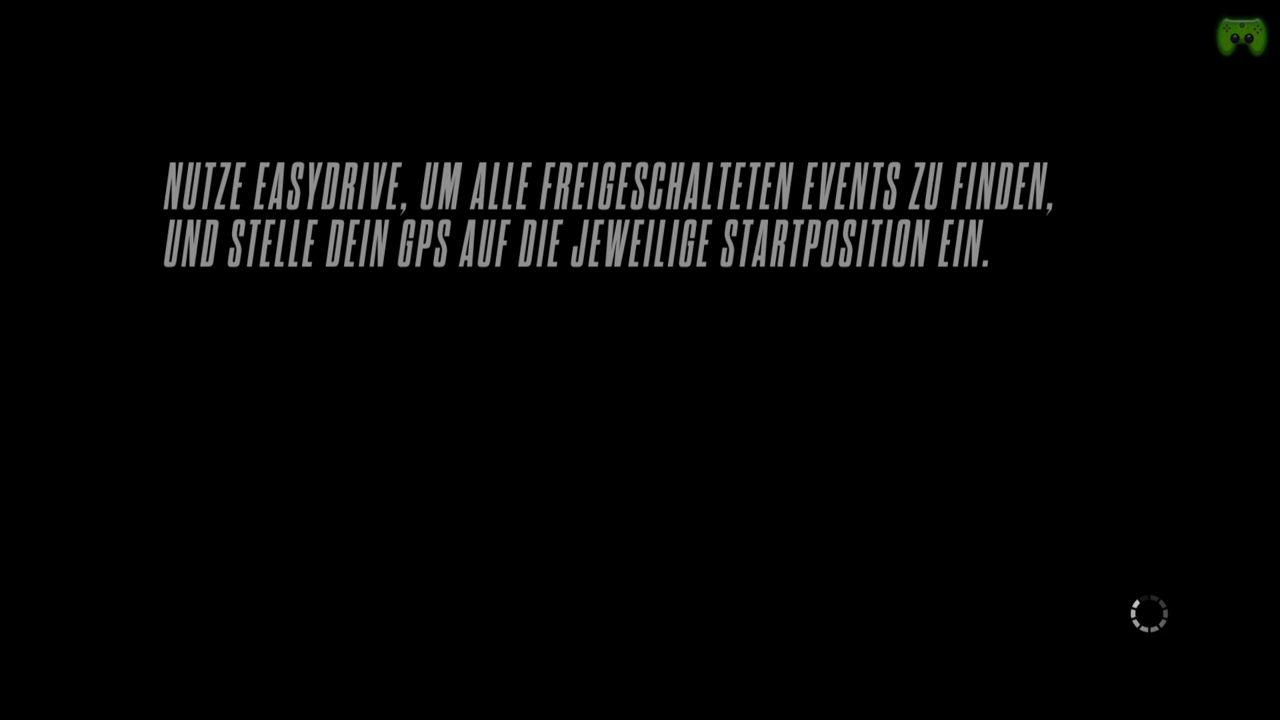 NUTZE EASYDRIVE, UM ALLE FREIGESCHALTETEN EVENTS ZU FINDEN,
UND STELLE DEIN GPS AUF DIE JEWEILIGE STARTPOSITION EIN.